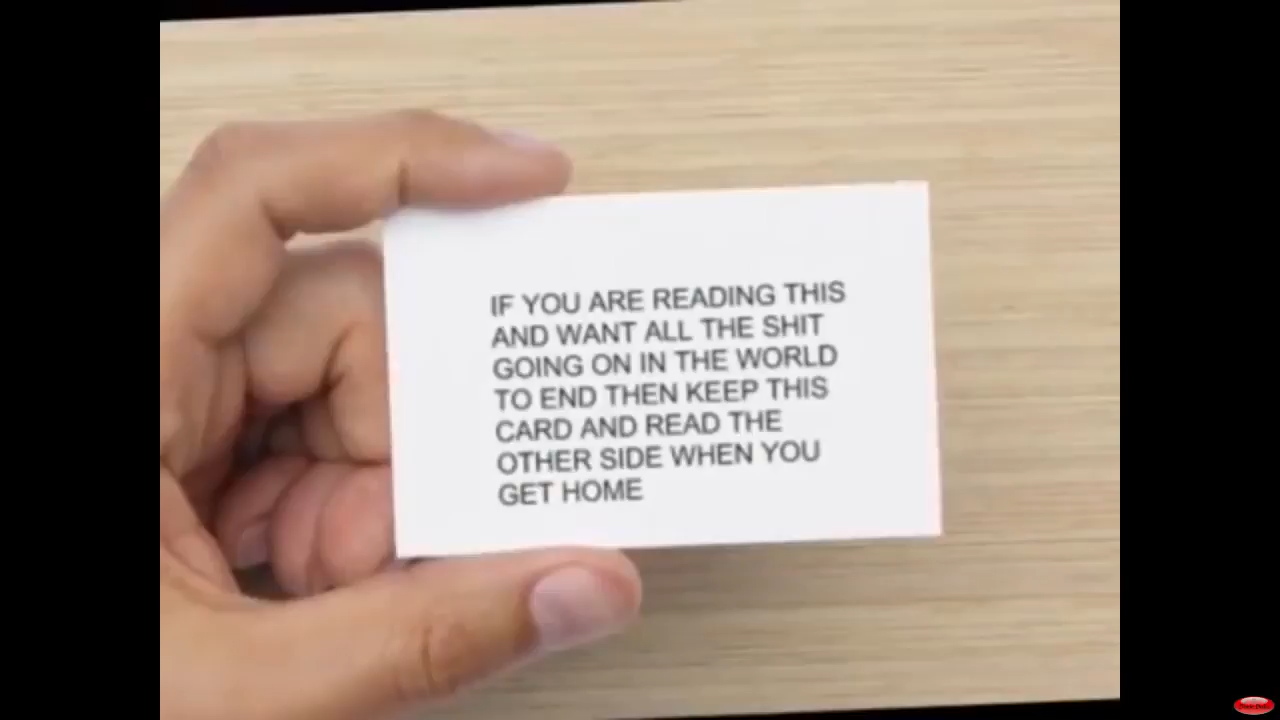 IF YOU ARE READING THIS
AND WANT ALL THE SHIT
GOING ON IN THE WORLD
TO END THEN KEEP THIS
CARD AND READ THE
OTHER SIDE WHEN YOU
GET HOME